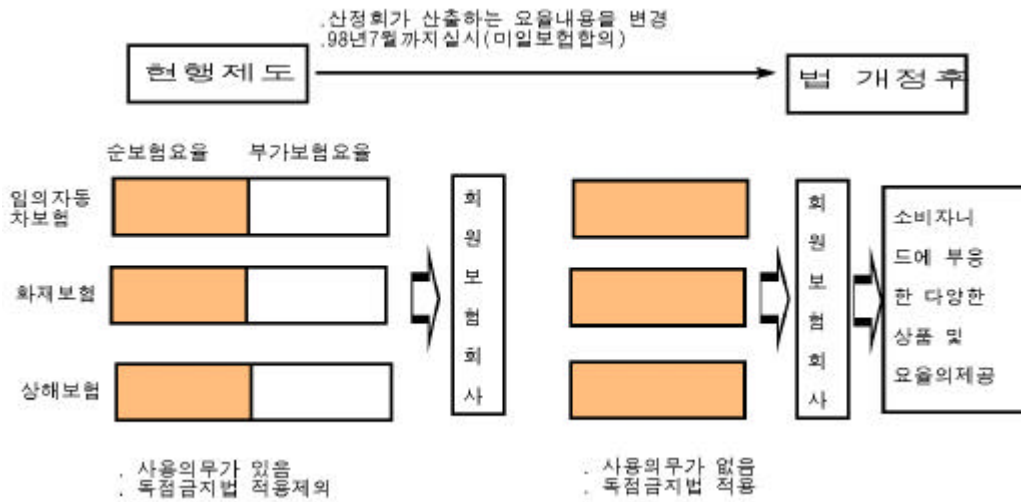 .산정회가 산출하는 요율내용을 변경
.98년7월까지실시(미일보험합의)
현행제도
법 개정후
순보험요율 부가보험요율
임의자동
차보험
화재보험
상해보험
회
원
보
험
회
사
회
원
보
험
회
사
소비자니
드에 부응
한 다양한
상품 및
요율의제공
. 사용의무가 있음
. 독점금지법 적용제외
. 사용의무가 없음
. 독점금지법 적용